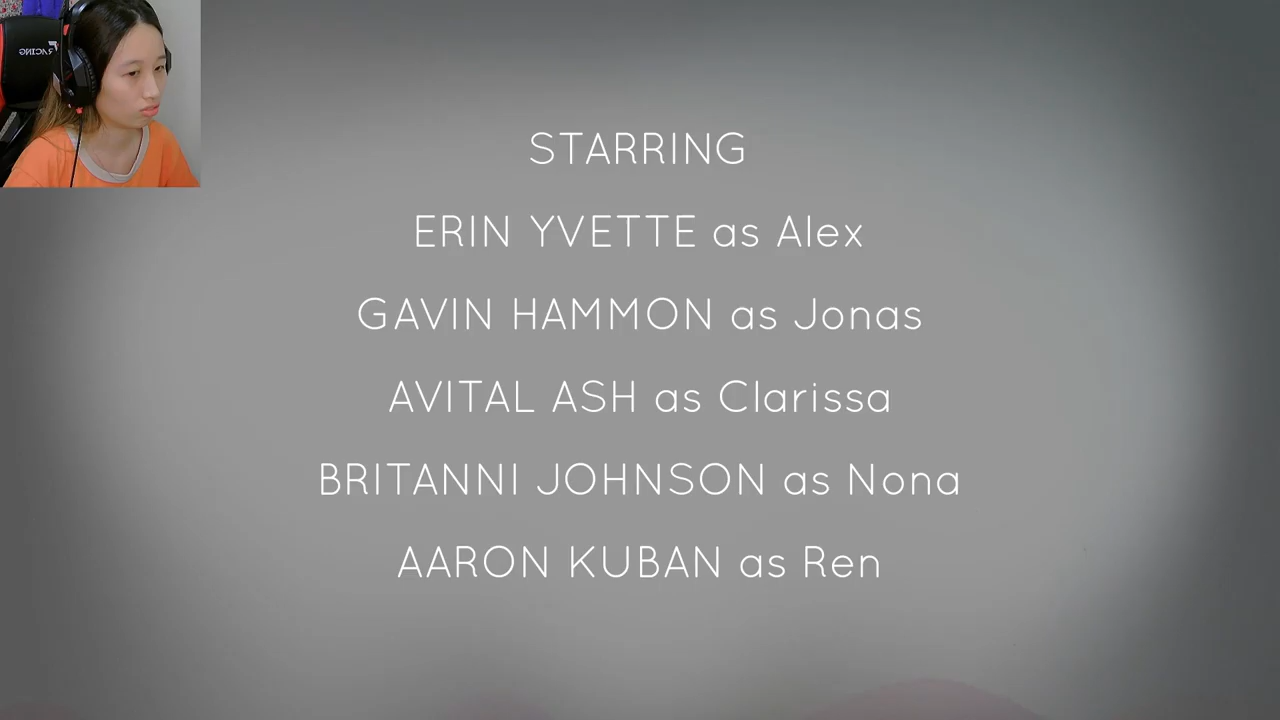 STARRING
ERIN YVETTE as Alex
GAVIN HAMMON as Jonas
AVITAL ASH as Clarissa
BRITANNI JOHNSON as Nona
AARON KUBAN as Ren